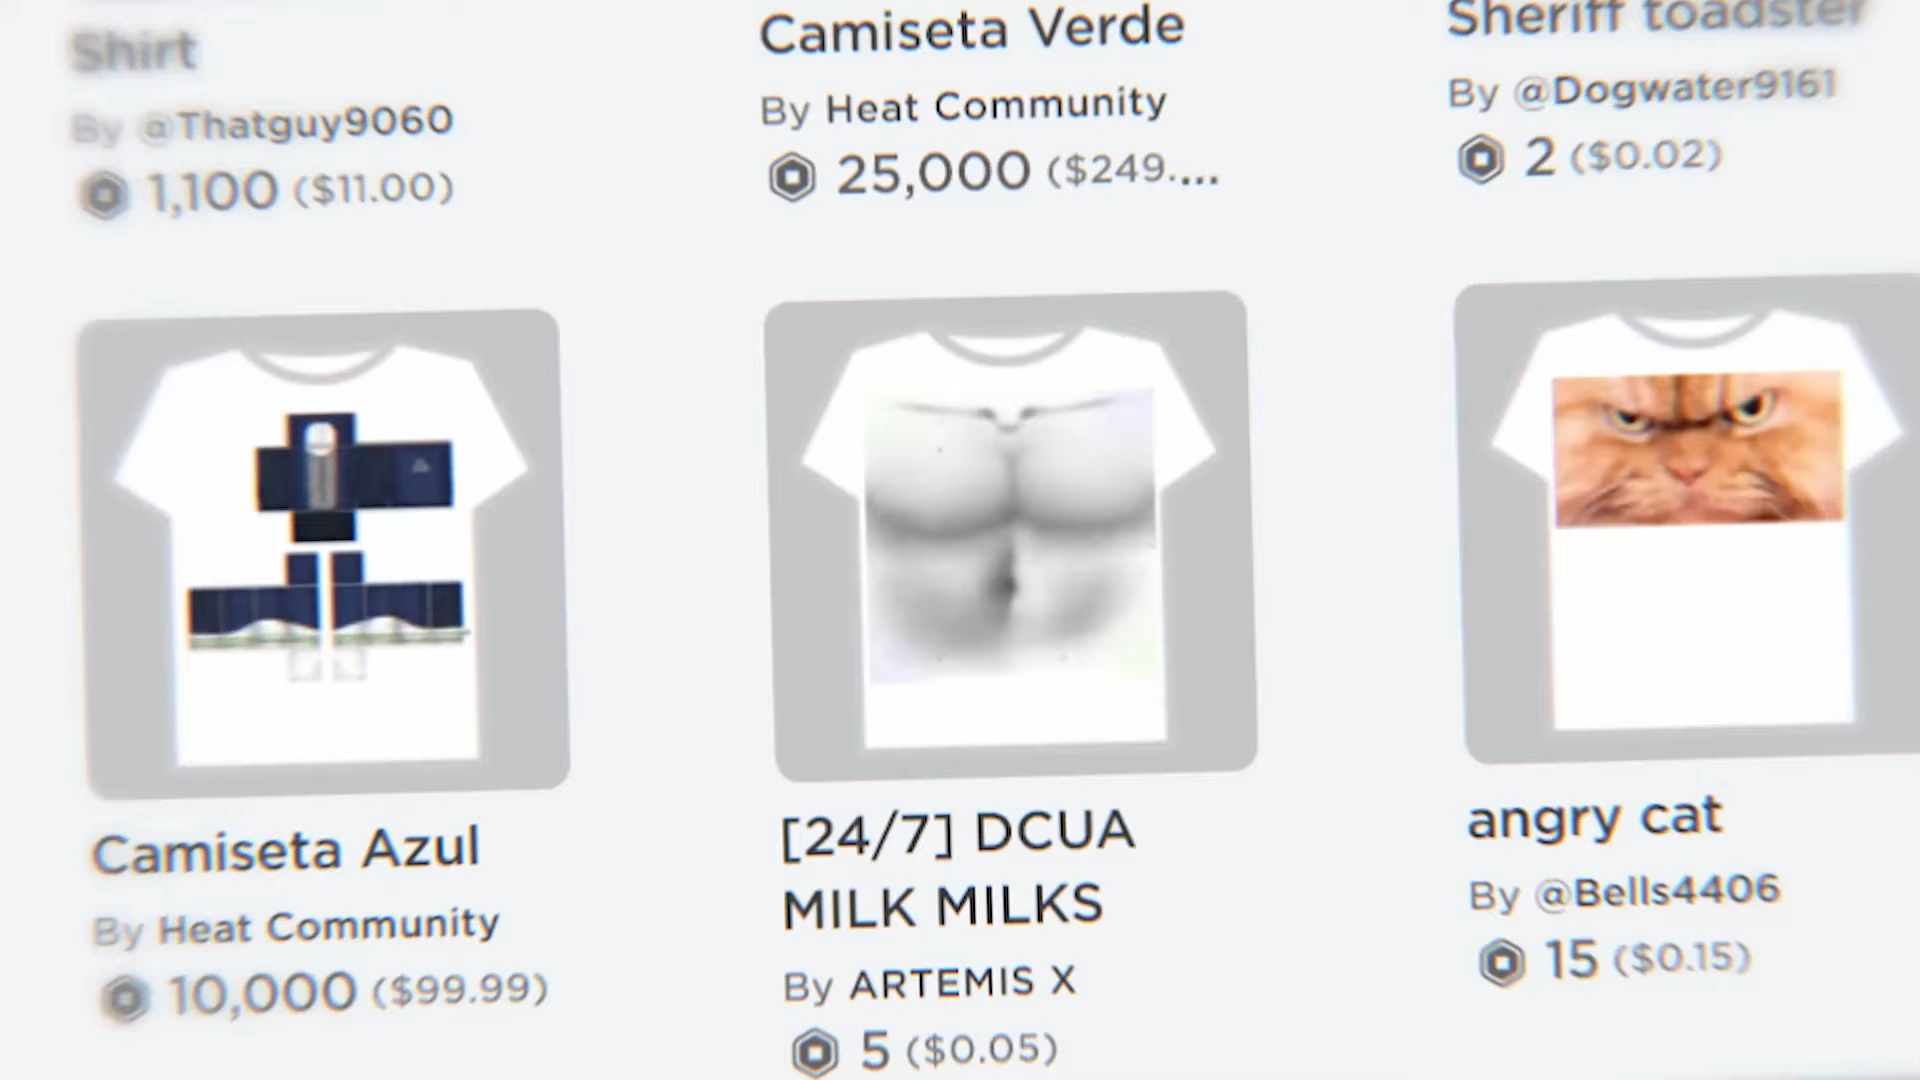 Shirt
By @Thatguy9060
1,100 ($11.00)
Camiseta Verde
By Heat Community
25,000 ($249....
Sheriff toadster
By @Dogwater9161
2 ($0.02)
Camiseta Azul
By Heat Community
10,000 ($99.99)
[24/7] DCUA
MILK MILKS
By ARTEMIS X
5 ($0.05)
angry cat
By @Bells4406
15 ($0.15)